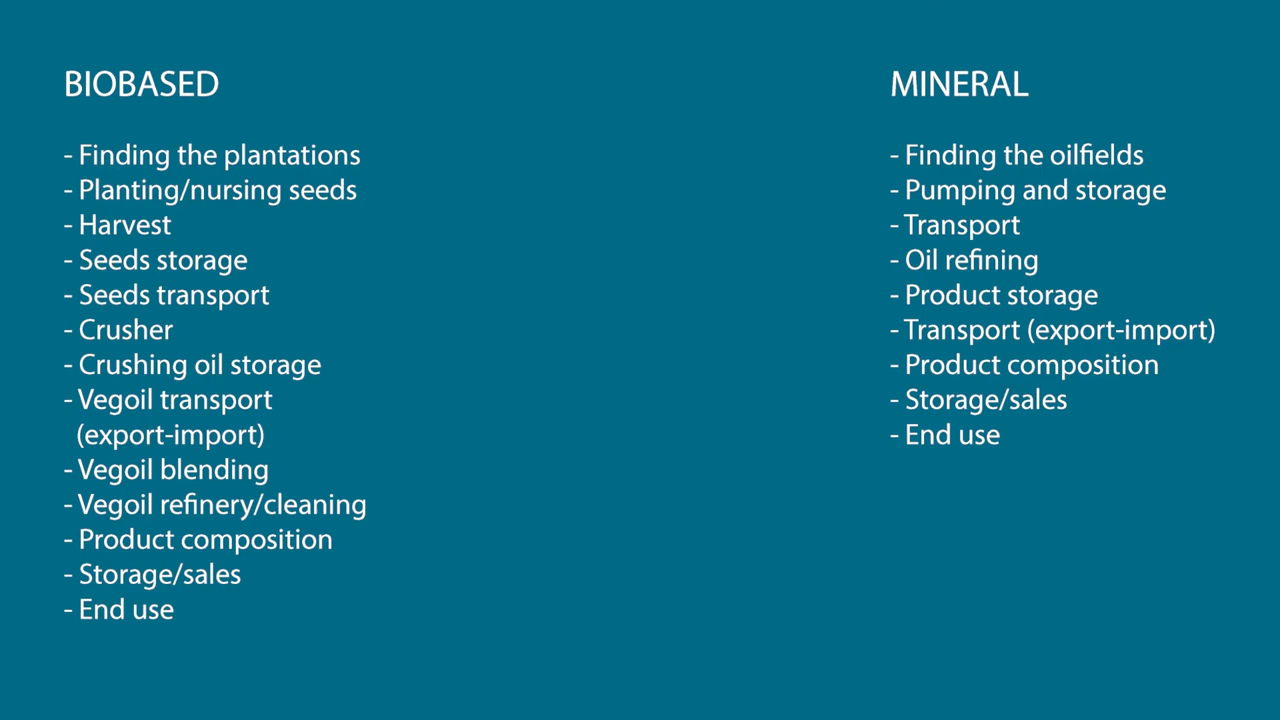 BIOBASED
- Finding the plantations
- Planting/nursing seeds
- Harvest
- Seeds storage
- Seeds transport
- Crusher
- Crushing oil storage
- Vegoil transport
(export-import)
- Vegoil blending
- Vegoil refinery/cleaning
- Product composition
- Storage/sales
- End use
MINERAL
- Finding the oilfields
- Pumping and storage
- Transport
- Oil refining
- Product storage
- Transport (export-import)
- Product composition
- Storage/sales
- End use